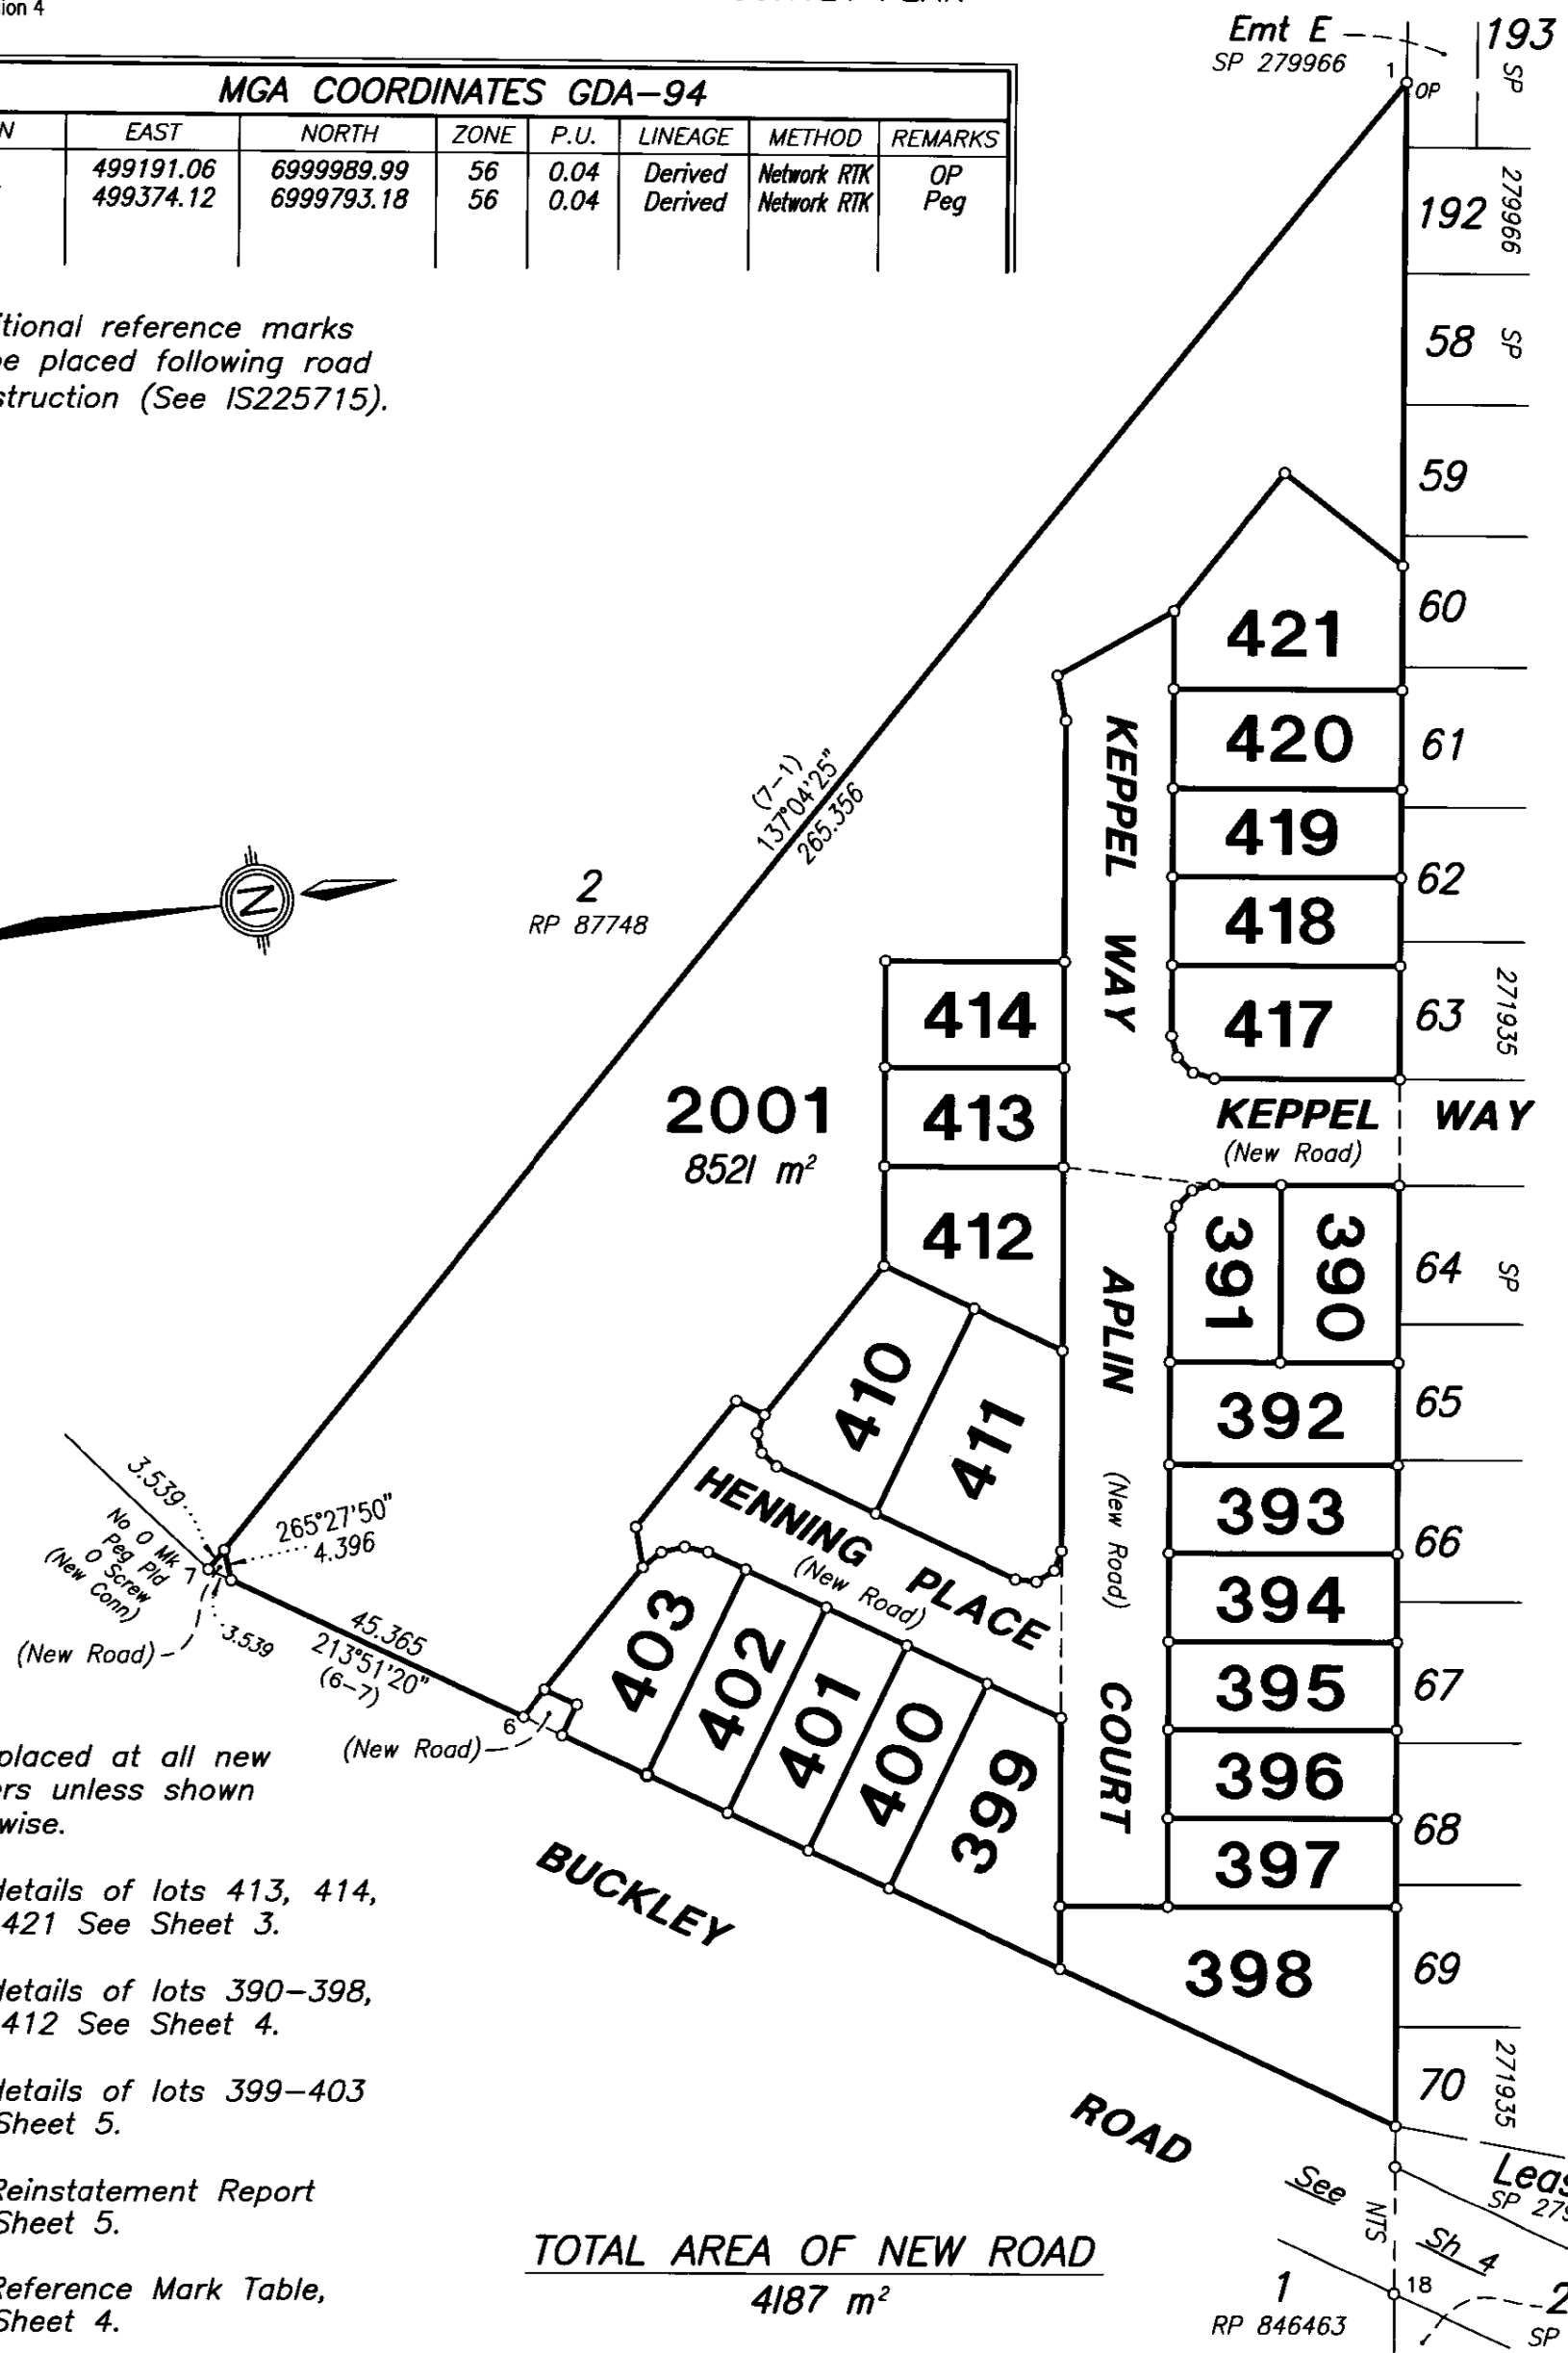 Emt E
SP 279966
1
OP
193
SP
MGA COORDINATES GDA-94
EAST NORTH ZONE P.U. LINEAGE METHOD REMARKS
499191.06 6999989.99 56 0.04 Derived Network RTK OP
499374.12 6999793.18 56 0.04 Derived Network RTK Peg
192
279966
58
SP
59
60
61
62
63
271935
421
420
419
418
417
KEPPEL WAY
(7-1)
137°04'25"
265.356
N
2
RP 87748
414
413
412
2001
8521 m²
KEPPEL WAY
(New Road)
391
390
64
SP
410
411
APLIN COURT
(New Road)
392
65
393
66
394
395
67
396
397
68
398
69
70
271935
HENNING PLACE
(New Road)
3.539
No O Mk
Peg Pld
O Screw
(New Conn)
7
265°27'50"
4.396
3.539
(New Road)
45.365
213°51'20"
(6-7)
6
(New Road)
403
402
401
400
399
BUCKLEY ROAD
placed at all new
unless shown
details of lots 413, 414,
421 See Sheet 3.
details of lots 390-398,
412 See Sheet 4.
details of lots 399-403
Sheet 5.
Reinstatement Report
Sheet 5.
Reference Mark Table,
Sheet 4.
reference marks
placed following road
(See IS225715).
TOTAL AREA OF NEW ROAD
4187 m²
See
Sh 4
NTS
1
RP 846463
18
SP